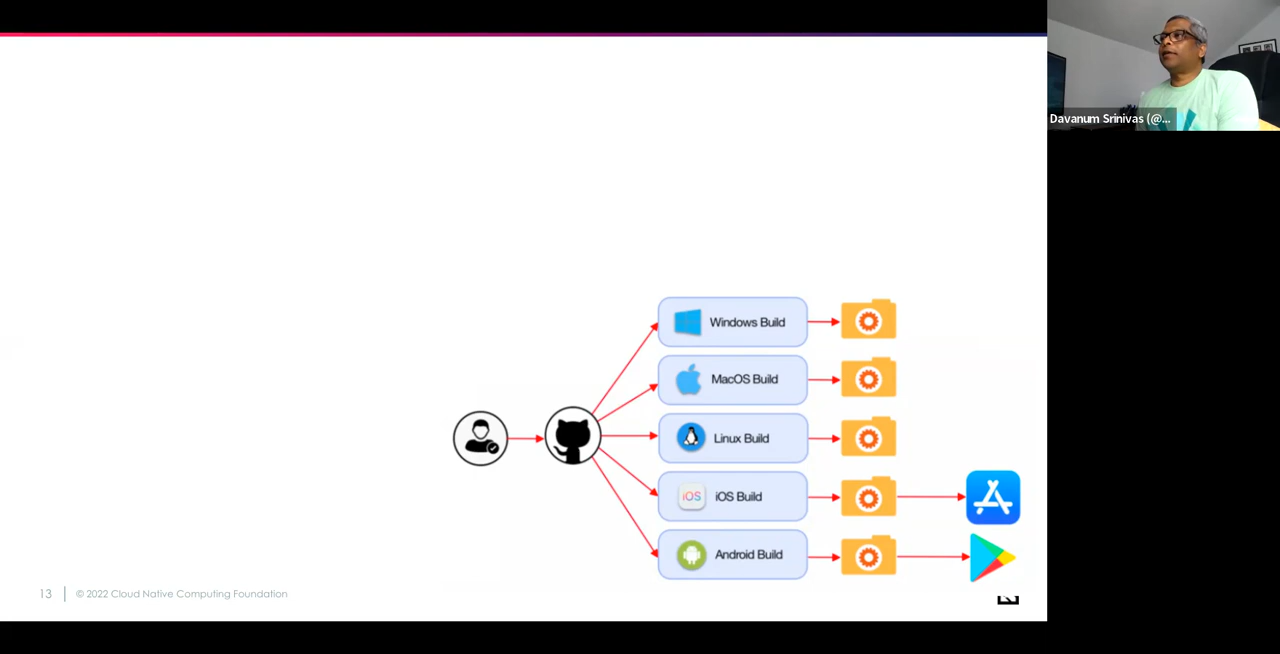 Davanum Srinivas (@...
Windows Build
MacOS Build
Linux Build
iOS
iOS Build
Android Build
13
© 2022 Cloud Native Computing Foundation